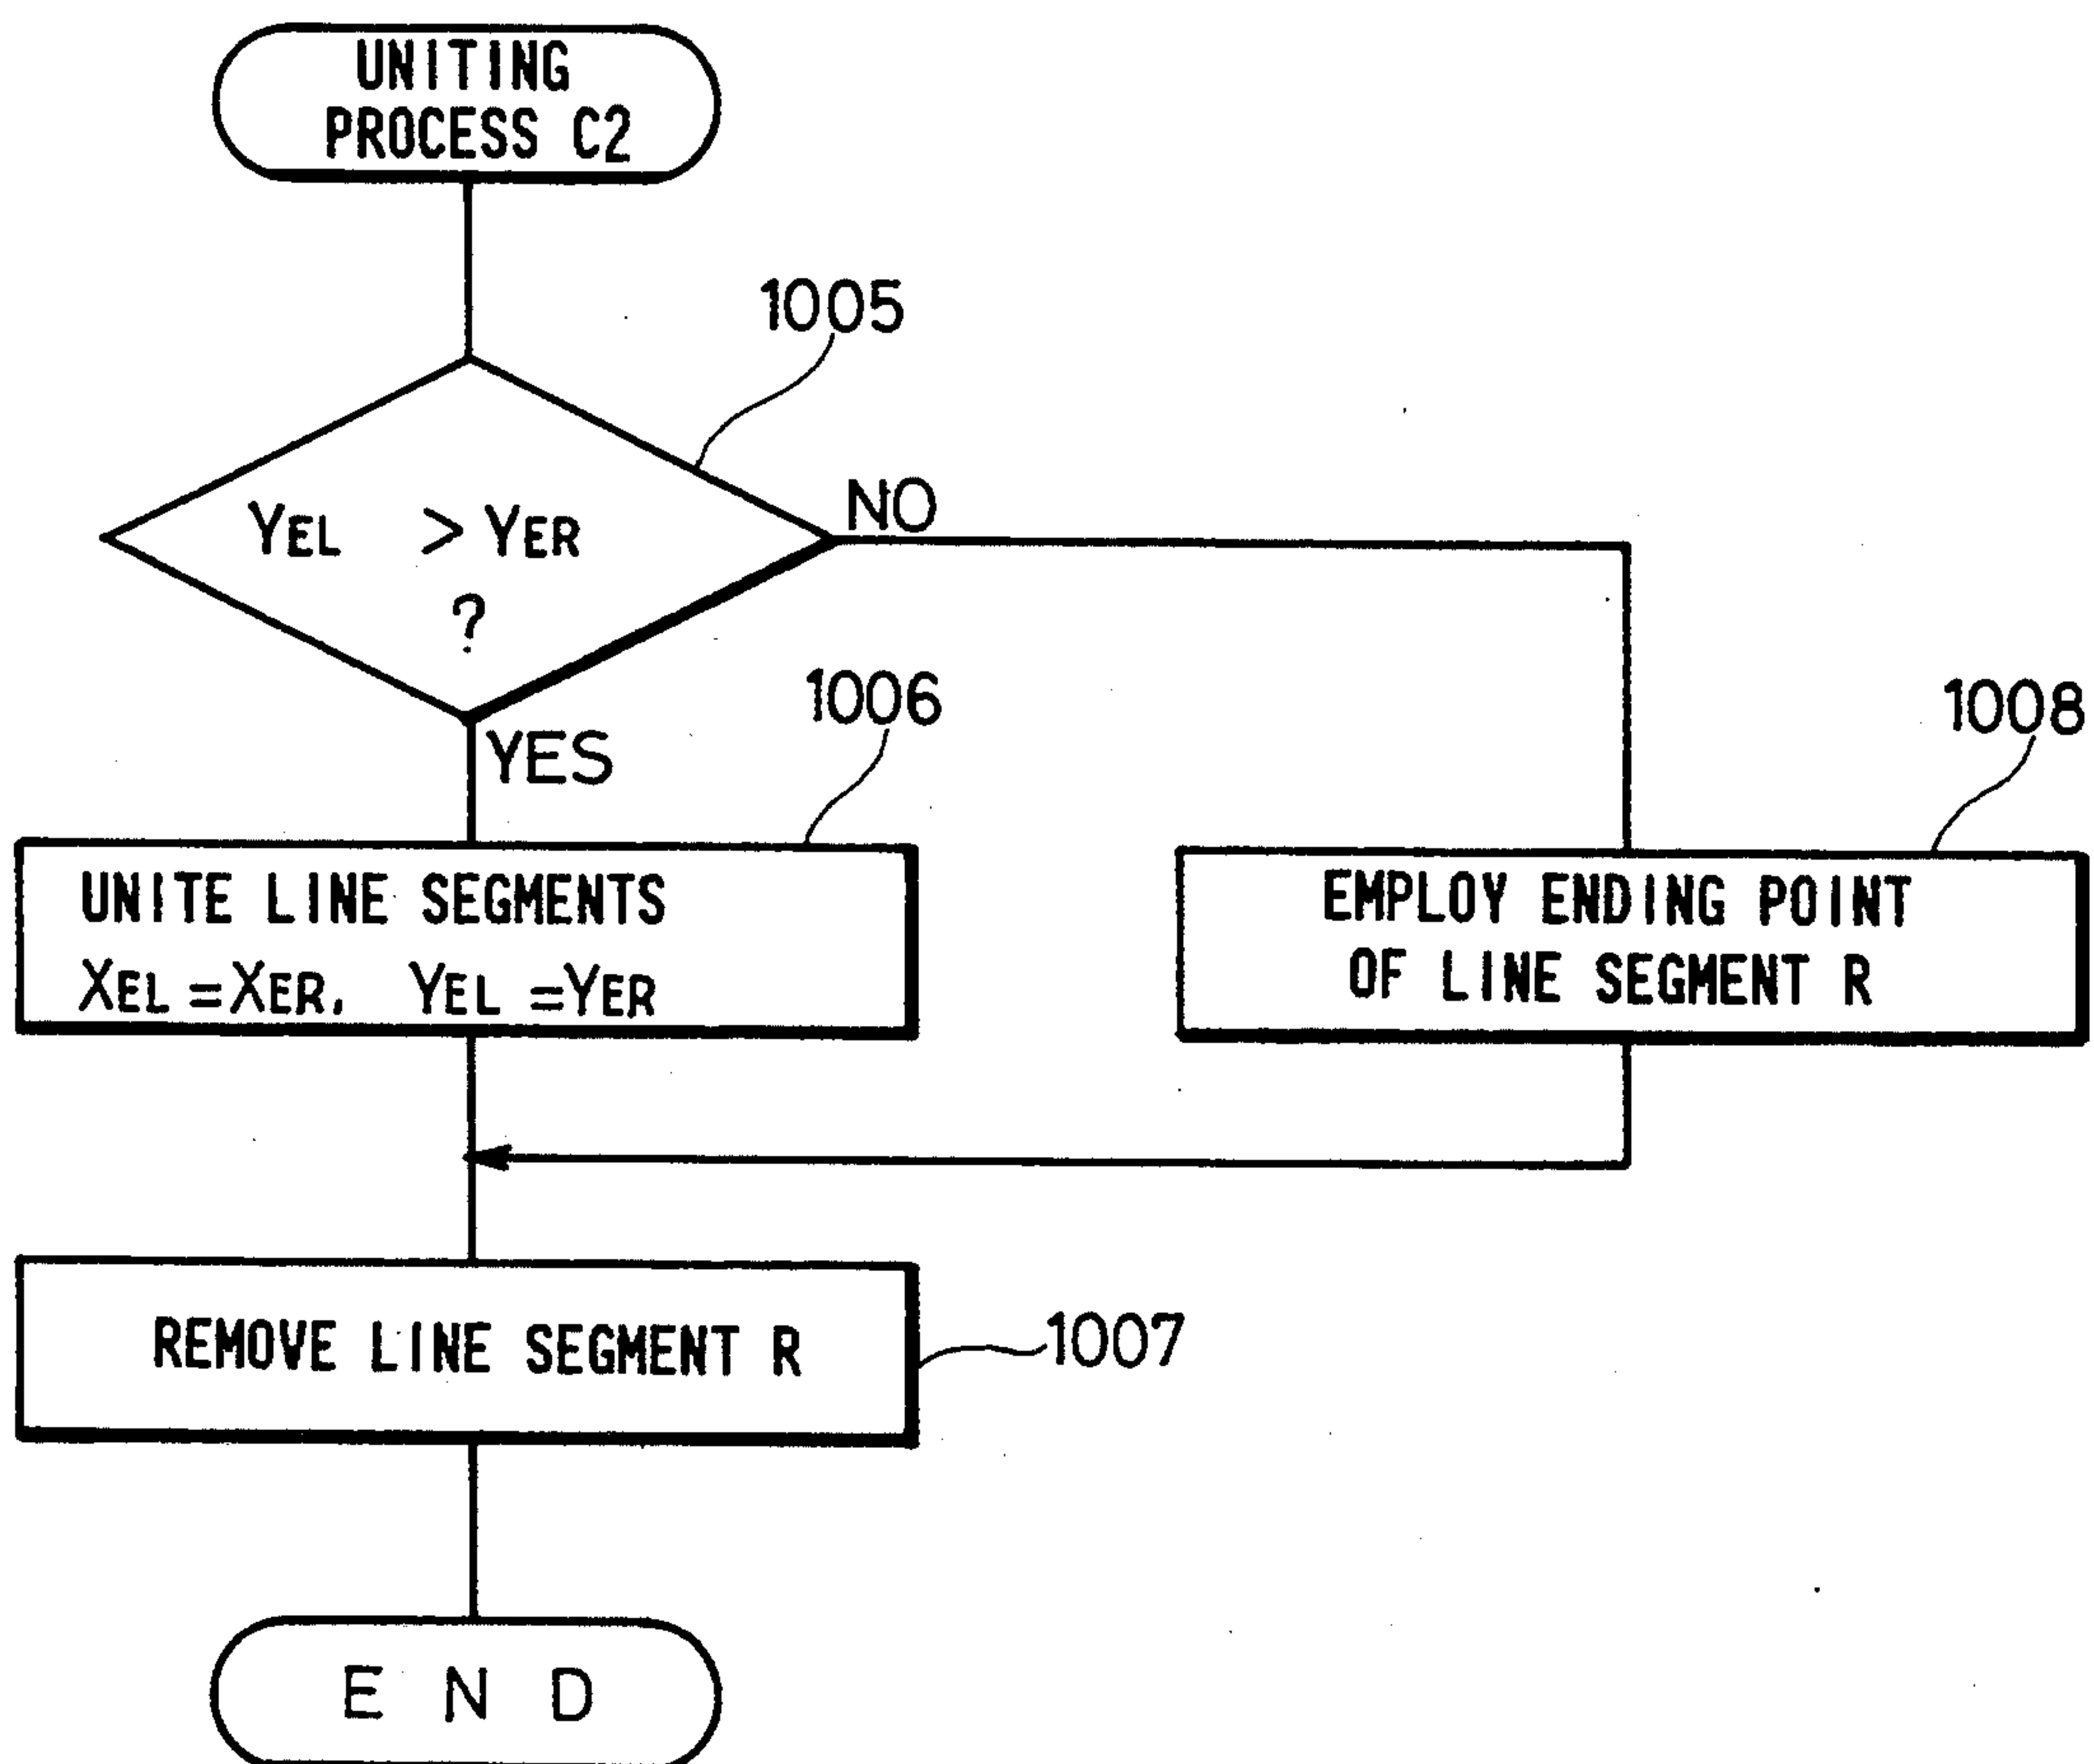 UNITING
PROCESS C2
1005
YEL > YER
?
NO
YES
1006
UNITE LINE SEGMENTS
XEL =XER, YEL =YER
1008
EMPLOY ENDING POINT
OF LINE SEGMENT R
REMOVE LINE SEGMENT R
1007
E N D